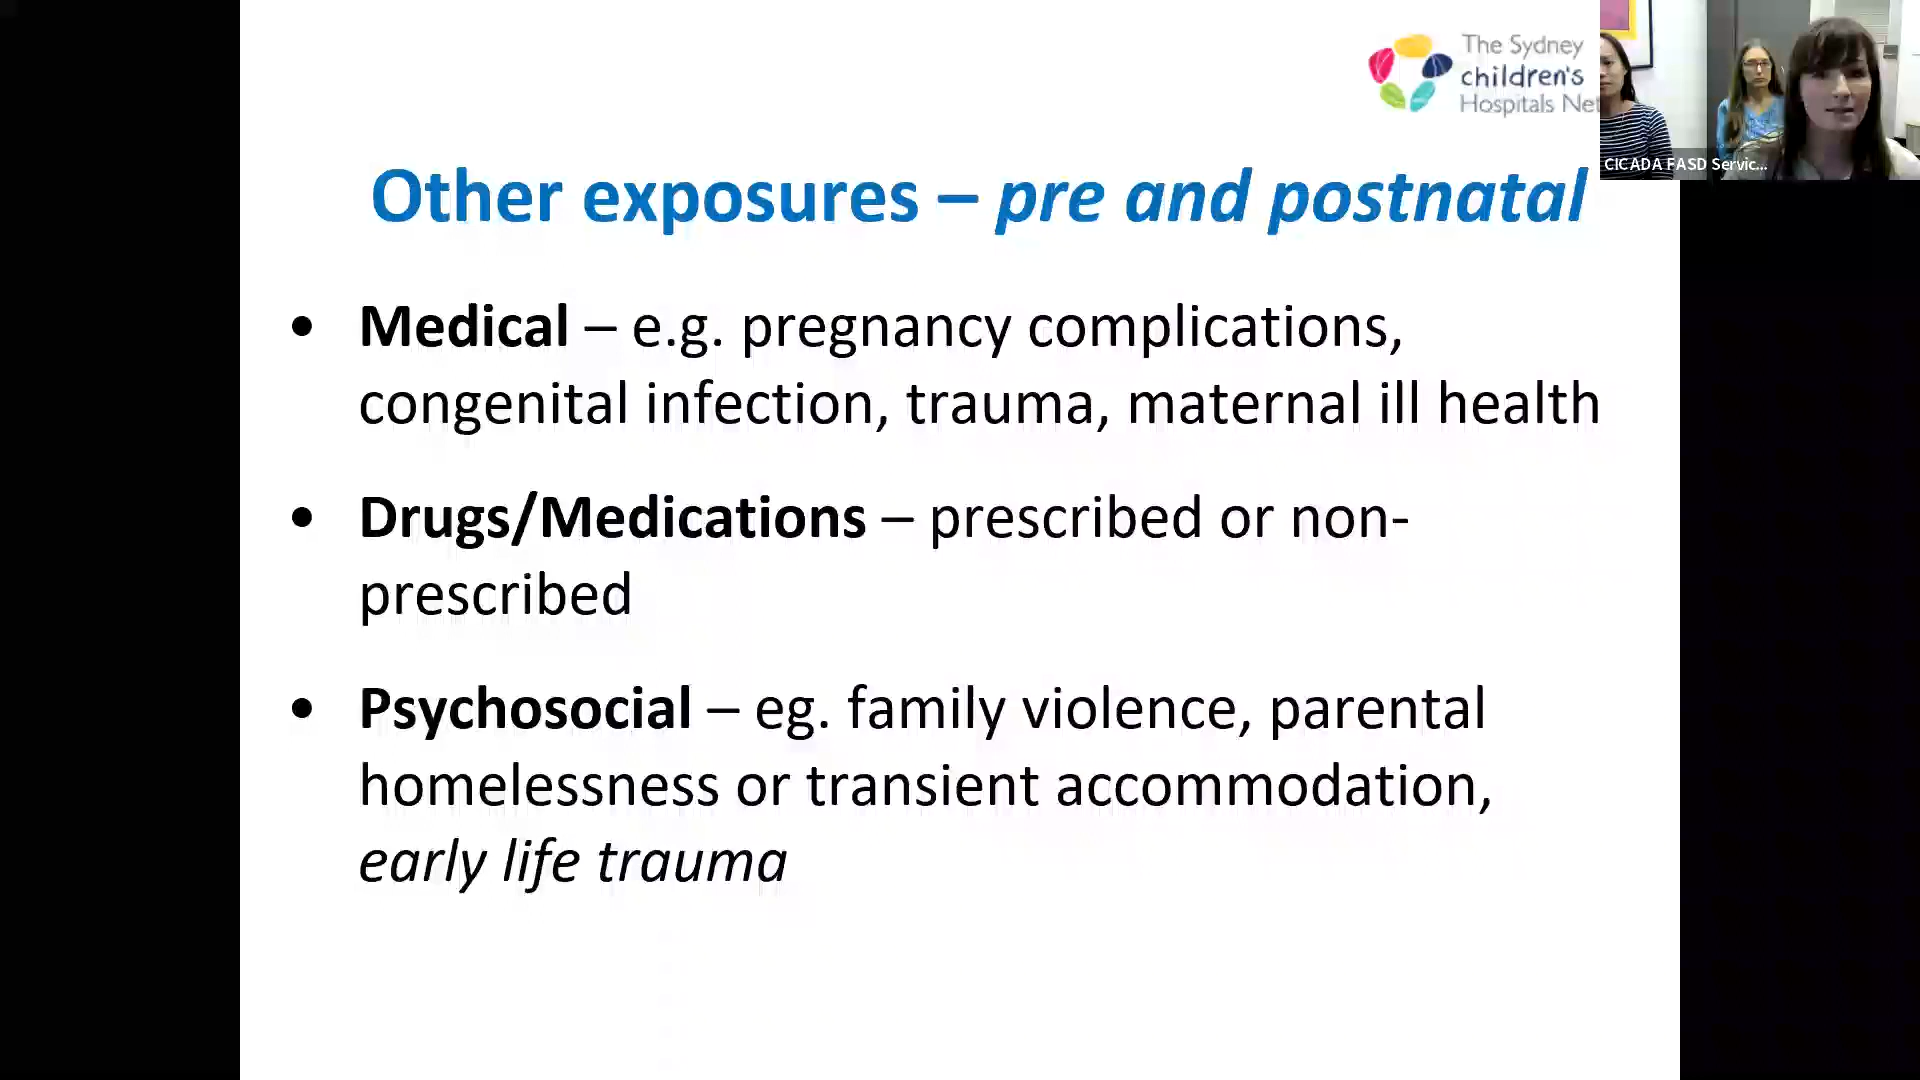 The Sydney
children's
Hospitals Net
CICADA FASD Servic...
Other exposures – pre and postnatal
• Medical – e.g. pregnancy complications,
congenital infection, trauma, maternal ill health
• Drugs/Medications – prescribed or non-
prescribed
• Psychosocial – eg. family violence, parental
homelessness or transient accommodation,
early life trauma